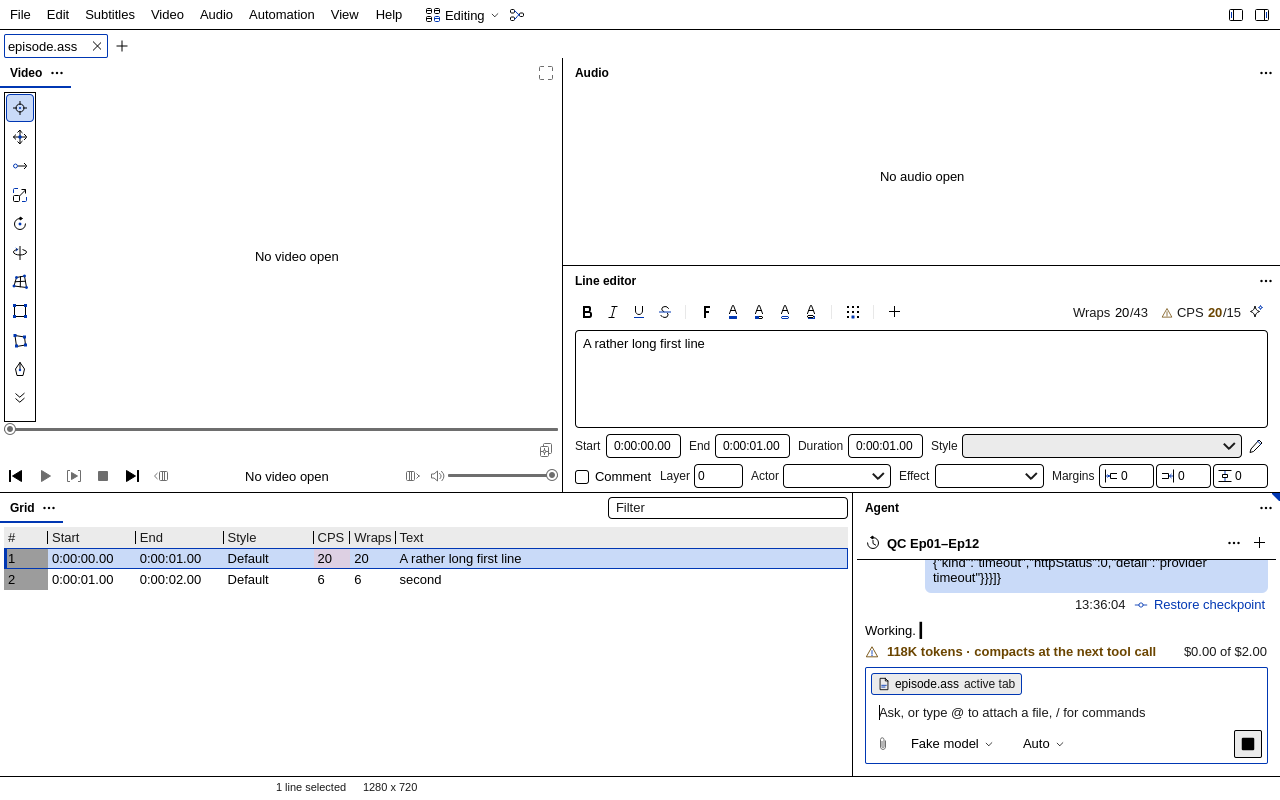 File Edit Subtitles Video Audio Automation View Help Editing
episode.ass
Video
Audio
No video open
No audio open
Line editor
B I U S F A A A A Wraps 20/43 CPS 20/15
A rather long first line
Start 0:00:00.00 End 0:00:01.00 Duration 0:00:01.00 Style
Comment Layer 0 Actor Effect Margins 0 0 0
No video open
Grid Filter
# Start End Style CPS Wraps Text
1 0:00:00.00 0:00:01.00 Default 20 20 A rather long first line
2 0:00:01.00 0:00:02.00 Default 6 6 second
Agent
QC Ep01–Ep12
{"kind":"timeout","httpStatus":0,"detail":"provider
timeout"}}}]}
13:36:04 Restore checkpoint
Working.
118K tokens · compacts at the next tool call $0.00 of $2.00
episode.ass active tab
Ask, or type @ to attach a file, / for commands
Fake model Auto
1 line selected 1280 x 720